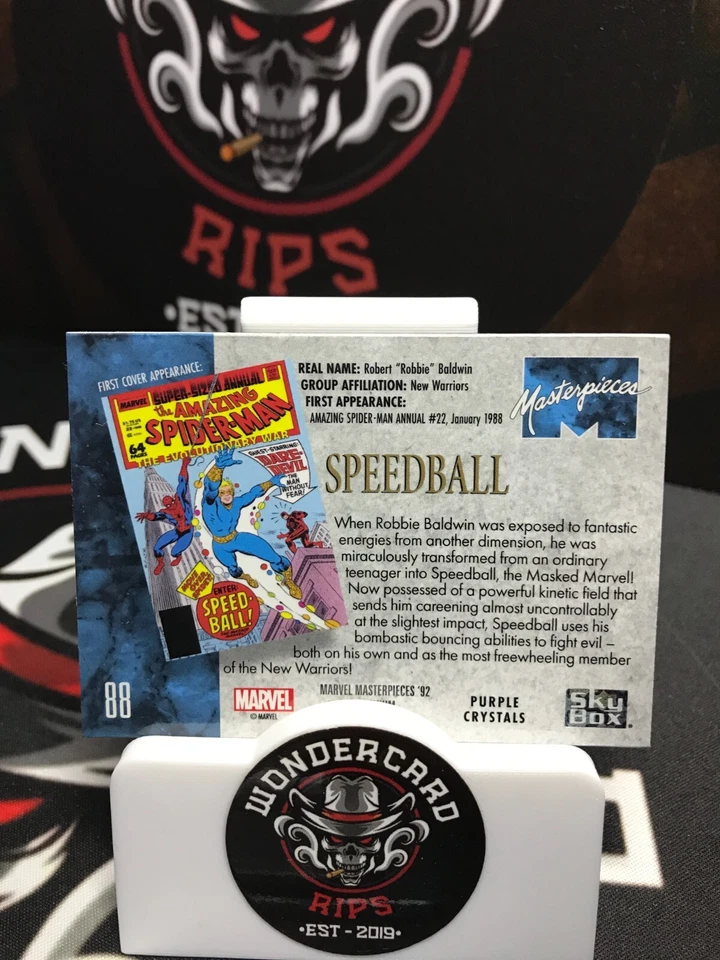 RIPS
•EST
FIRST COVER APPEARANCE:
MARVEL
SUPER-SIZED ANNUAL
the AMAZING
SPIDER-MAN
64 PAGES
THE EVOLUTIONARY WAR
GUEST-STARRING:
DARE-
DEVIL
THE
MAN
WITHOUT
FEAR!
ENTER:
SPEED-
BALL!
REAL NAME: Robert "Robbie" Baldwin
GROUP AFFILIATION: New Warriors
FIRST APPEARANCE:
AMAZING SPIDER-MAN ANNUAL #22, January 1988
Masterpieces
SPEEDBALL
When Robbie Baldwin was exposed to fantastic
energies from another dimension, he was
miraculously transformed from an ordinary
teenager into Speedball, the Masked Marvel!
Now possessed of a powerful kinetic field that
sends him careening almost uncontrollably
at the slightest impact, Speedball uses his
bombastic bouncing abilities to fight evil –
both on his own and as the most freewheeling member
of the New Warriors!
88
MARVEL
© MARVEL
MARVEL MASTERPIECES '92
PURPLE
CRYSTALS
SkyBox®
WONDERCARD
RIPS
•EST - 2019•